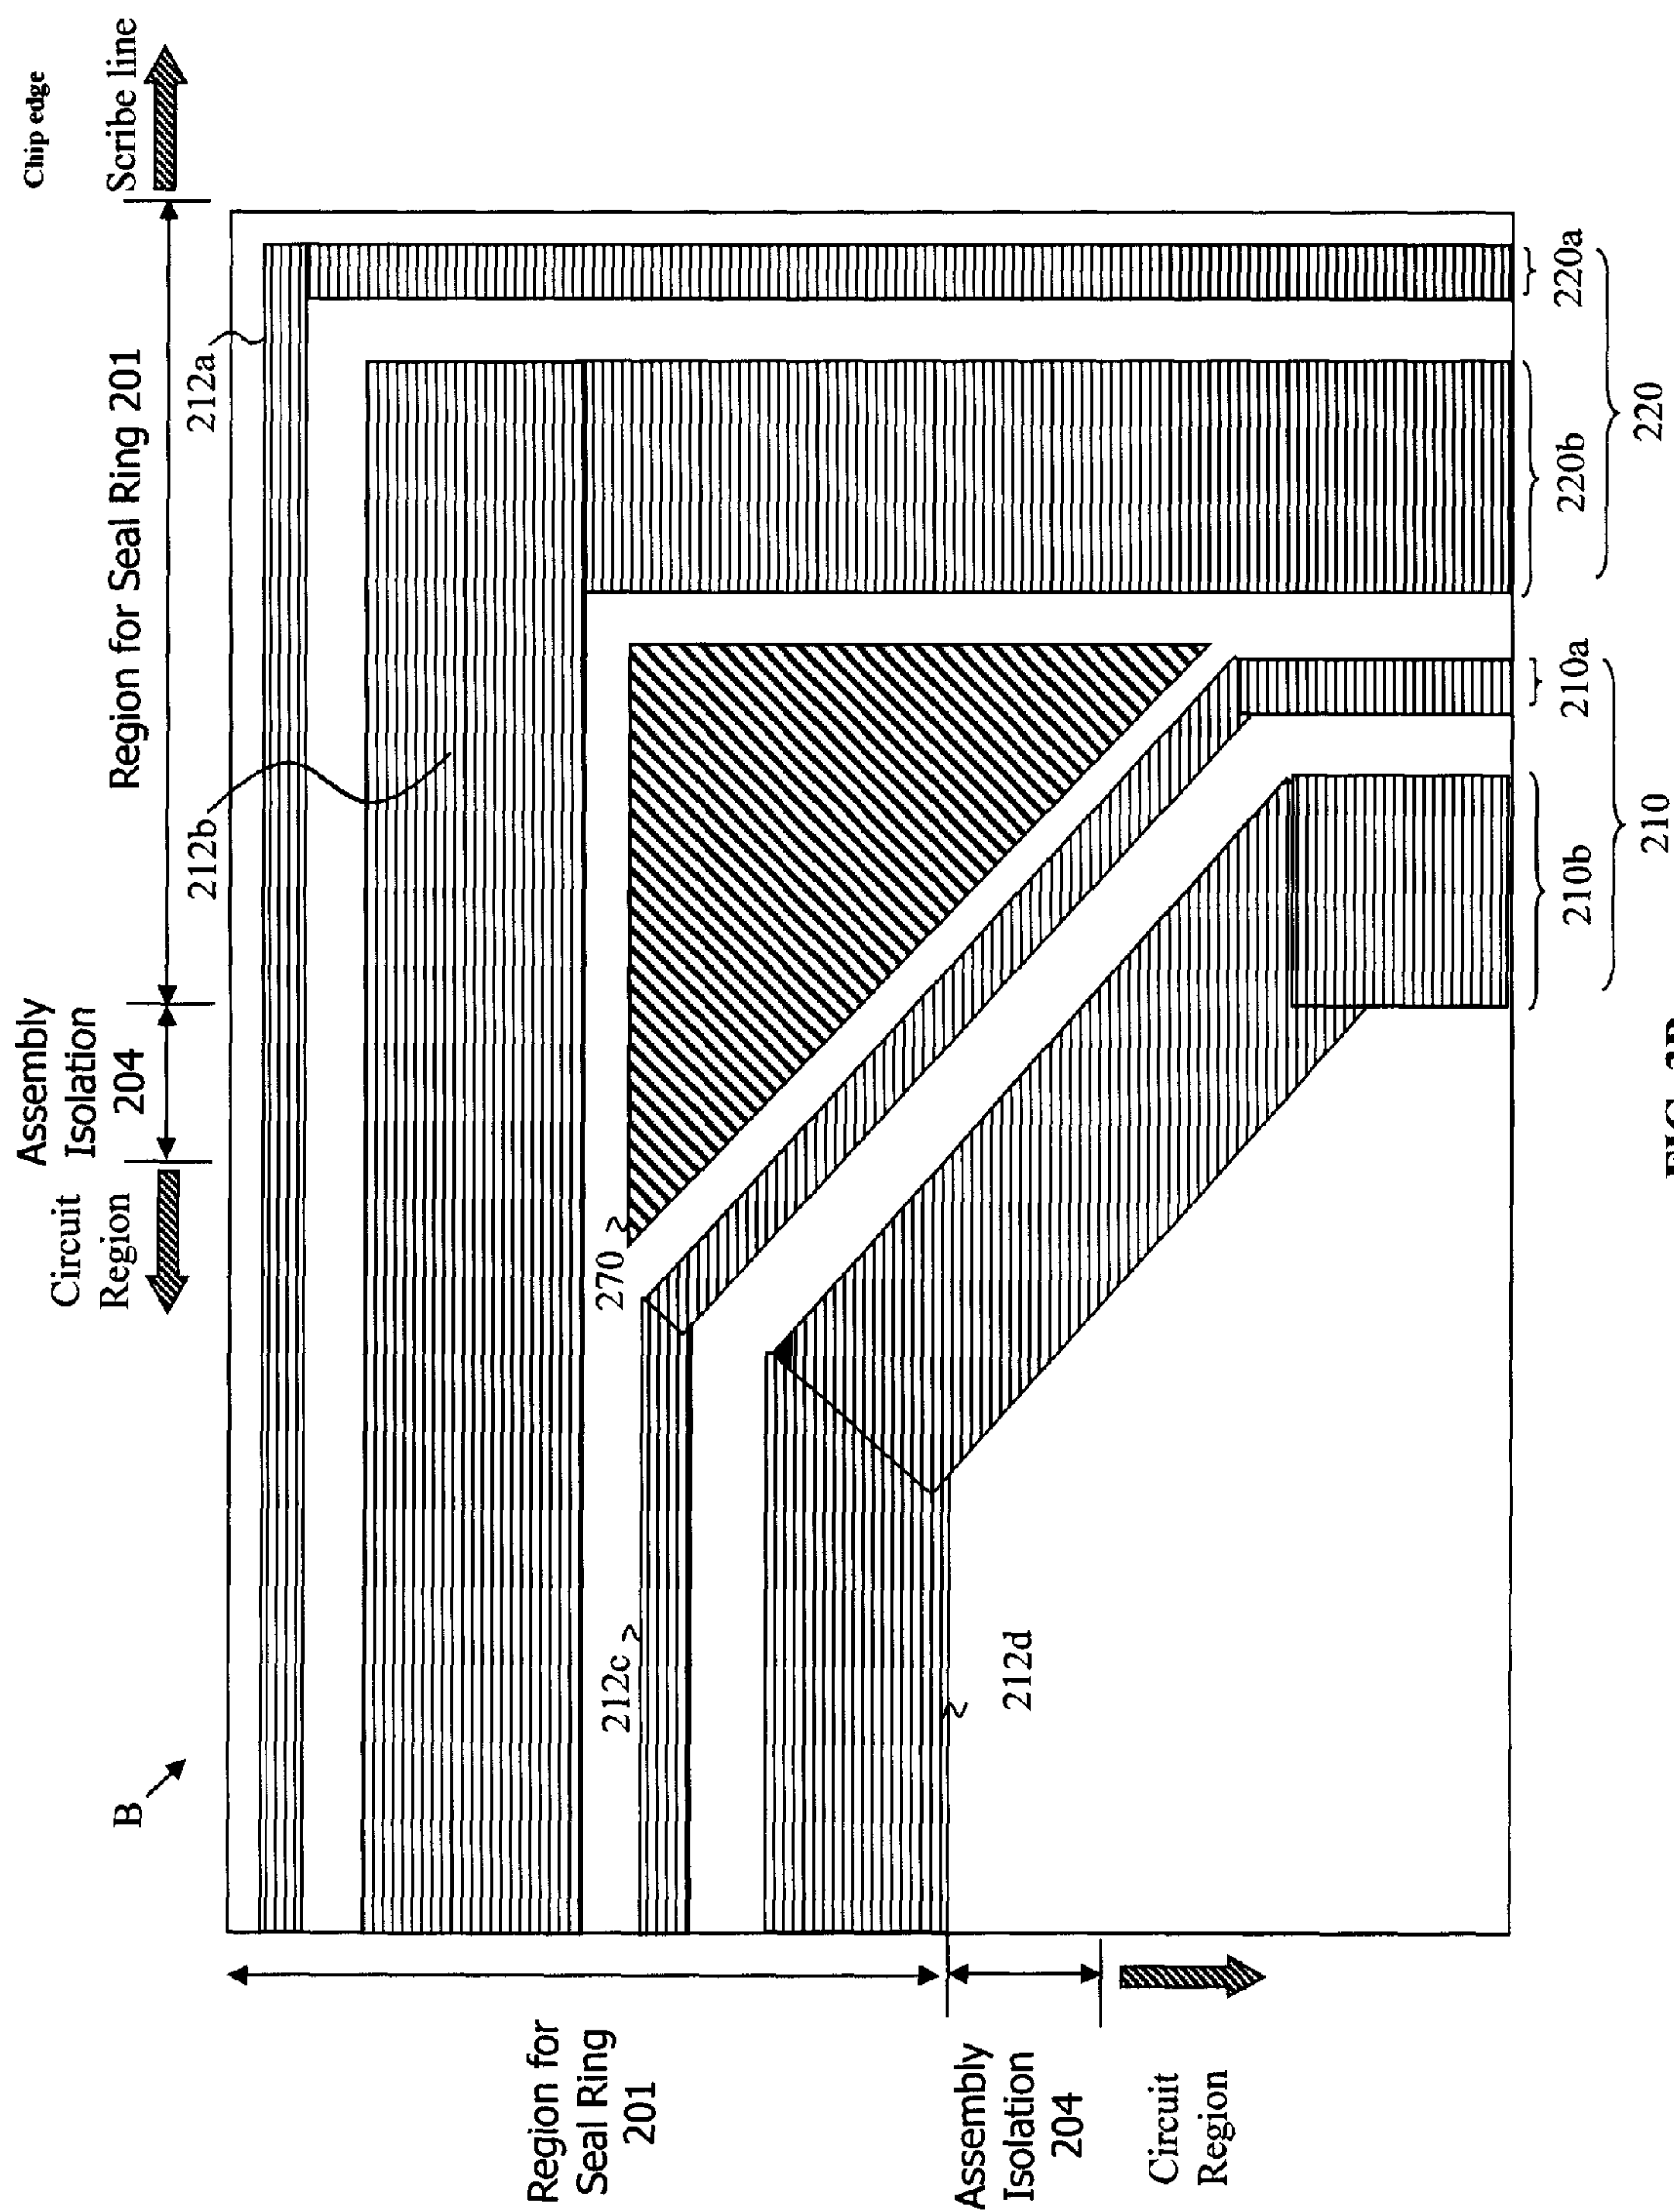 Chip edge
Scribe line
Region for Seal Ring 201
Assembly
Isolation
204
Circuit
Region
B
212a
212b
270
212c
212d
220a
220b
220
210a
210b
210
Region for
Seal Ring
201
Assembly
Isolation
204
Circuit
Region
FIG.